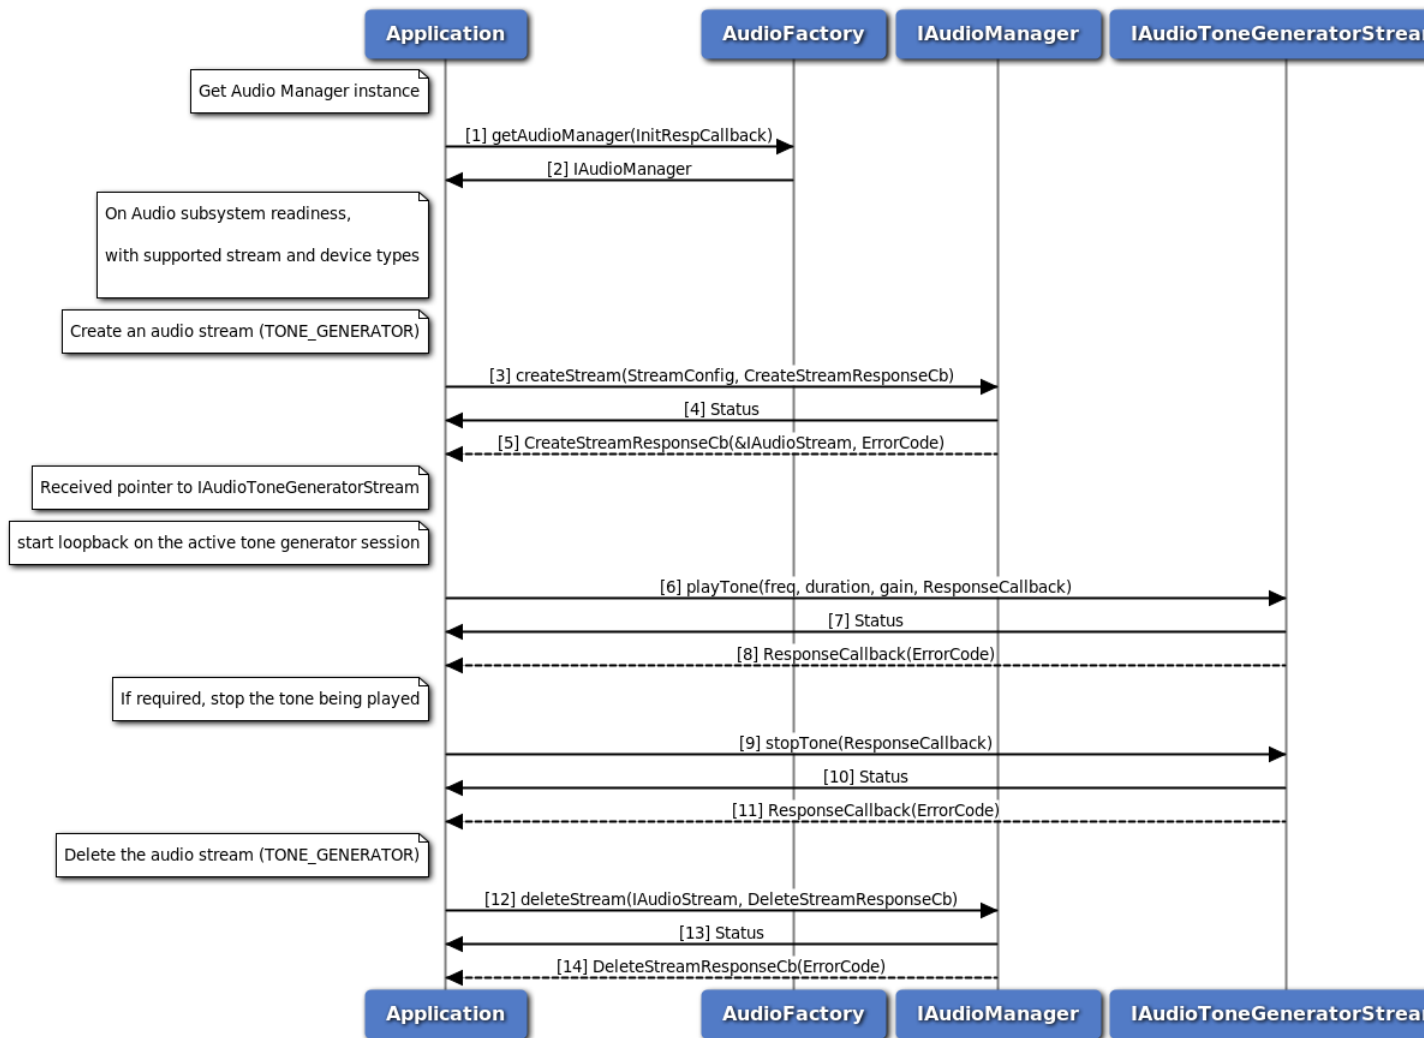 Application
AudioFactory
IAudioManager
IAudioToneGeneratorStrea
Get Audio Manager instance
[1] getAudioManager(InitRespCallback)
[2] IAudioManager
On Audio subsystem readiness,
with supported stream and device types
Create an audio stream (TONE_GENERATOR)
[3] createStream(StreamConfig, CreateStreamResponseCb)
[4] Status
[5] CreateStreamResponseCb(&IAudioStream, ErrorCode)
Received pointer to IAudioToneGeneratorStream
start loopback on the active tone generator session
[6] playTone(freq, duration, gain, ResponseCallback)
[7] Status
[8] ResponseCallback(ErrorCode)
If required, stop the tone being played
[9] stopTone(ResponseCallback)
[10] Status
[11] ResponseCallback(ErrorCode)
Delete the audio stream (TONE_GENERATOR)
[12] deleteStream(IAudioStream, DeleteStreamResponseCb)
[13] Status
[14] DeleteStreamResponseCb(ErrorCode)
Application
AudioFactory
IAudioManager
IAudioToneGeneratorStrea